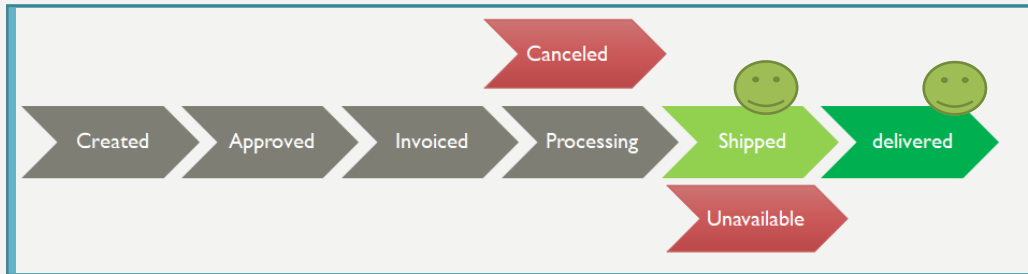 Canceled
Created
Approved
Invoiced
Processing
Shipped
delivered
Unavailable